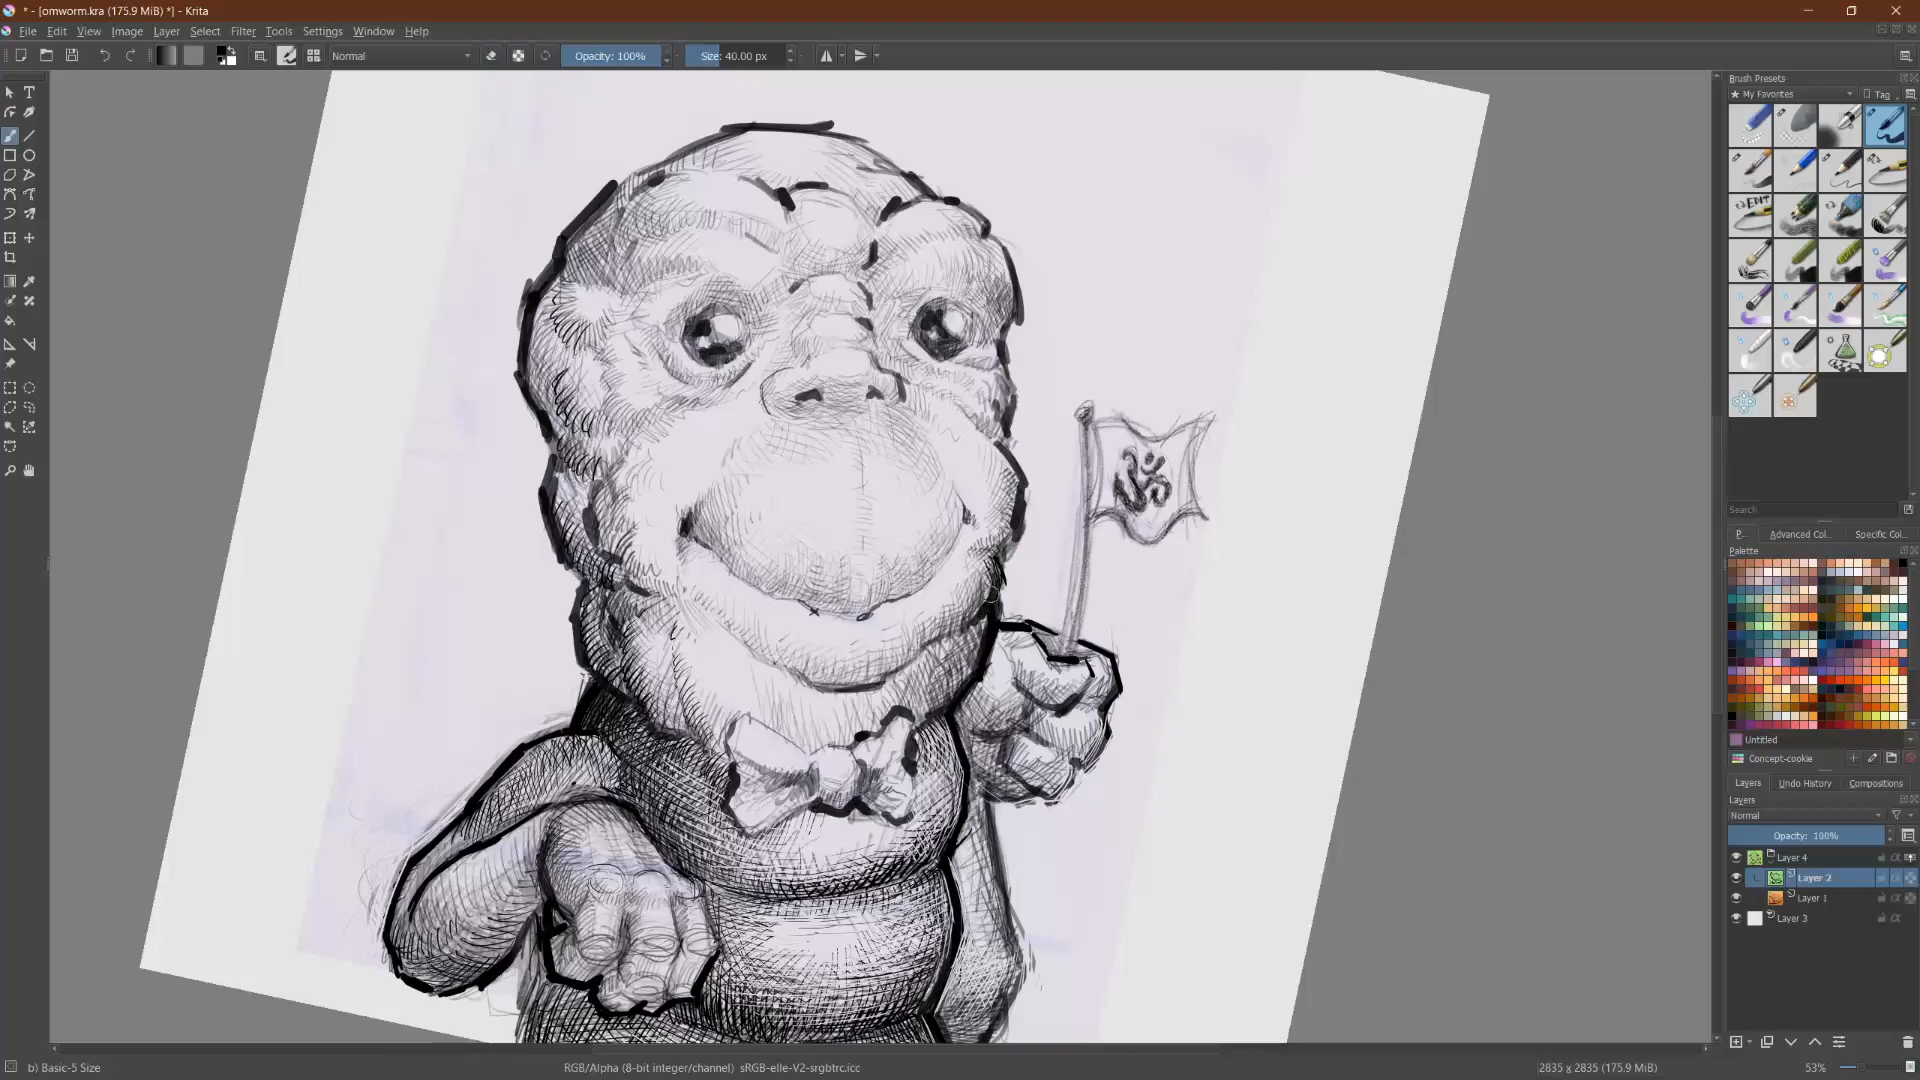 * - [omworm.kra (175.9 MiB) *] - Krita
File Edit View Image Layer Select Filter Tools Settings Window Help
Normal
Opacity: 100%
Size: 40.00 px
Brush Presets
My Favorites
Tag
EDIT
ॐ
Search
P...
Advanced Col...
Specific Col...
Palette
Untitled
Concept-cookie
Layers
Undo History
Compositions
Layers
Normal
Opacity: 100%
Layer 4
Layer 2
Layer 1
Layer 3
b) Basic-5 Size
RGB/Alpha (8-bit integer/channel) sRGB-elle-V2-srgbtrc.icc
2835 x 2835 (175.9 MiB)
53%